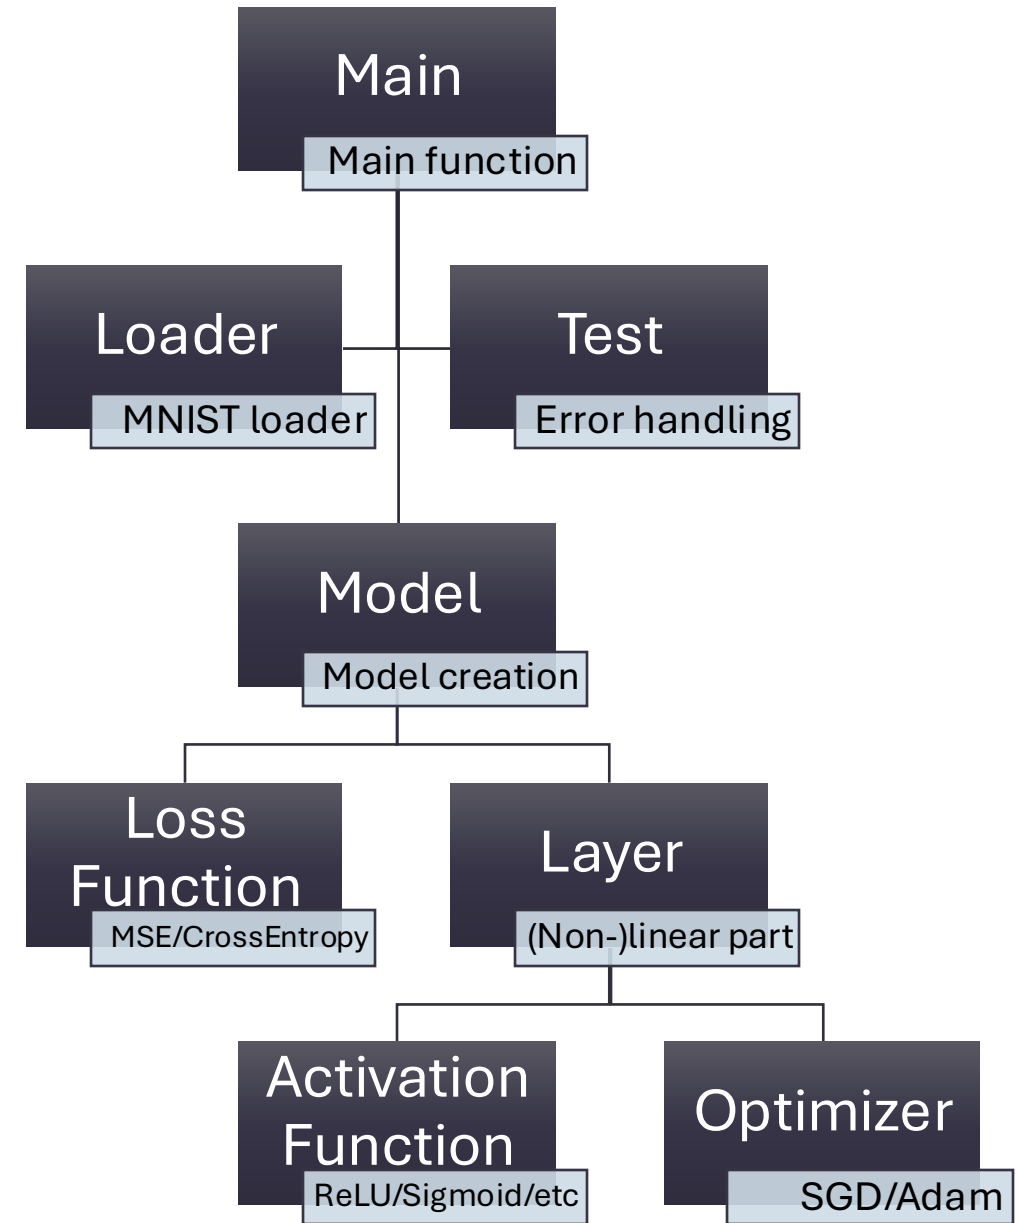 Main
Main function
Loader
MNIST loader
Test
Error handling
Model
Model creation
Loss
Function
MSE/CrossEntropy
Layer
(Non-)linear part
Activation
Function
ReLU/Sigmoid/etc
Optimizer
SGD/Adam